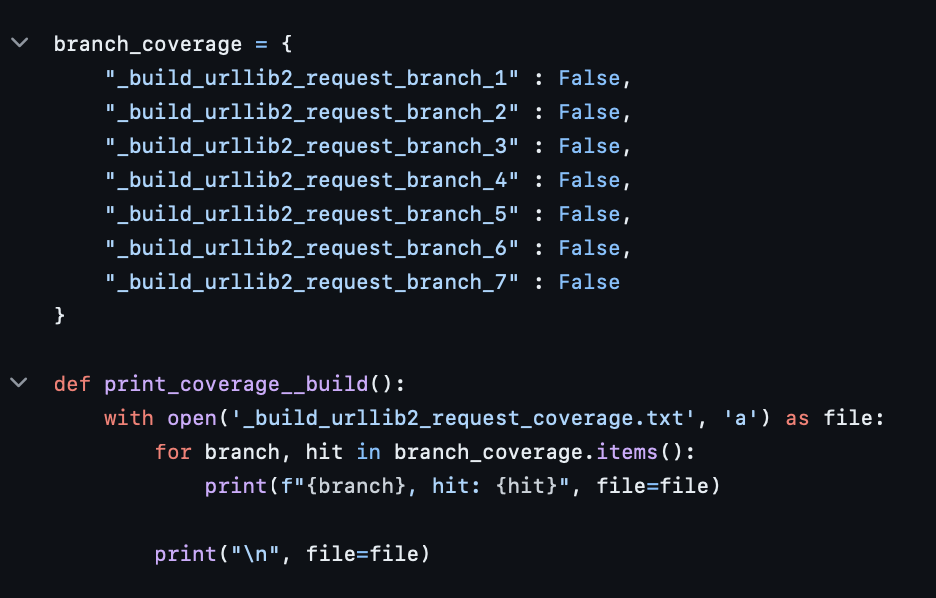 branch_coverage = {
    "_build_urllib2_request_branch_1" : False,
    "_build_urllib2_request_branch_2" : False,
    "_build_urllib2_request_branch_3" : False,
    "_build_urllib2_request_branch_4" : False,
    "_build_urllib2_request_branch_5" : False,
    "_build_urllib2_request_branch_6" : False,
    "_build_urllib2_request_branch_7" : False
}
def print_coverage__build():
    with open('_build_urllib2_request_coverage.txt', 'a') as file:
        for branch, hit in branch_coverage.items():
            print(f"{branch}, hit: {hit}", file=file)
        print("\n", file=file)